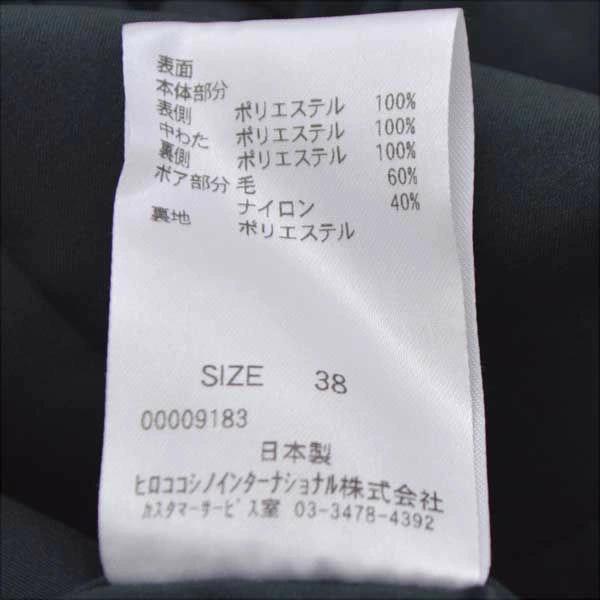 表面
本体部分
表側 ポリエステル 100%
中わた ポリエステル 100%
裏側 ポリエステル 100%
ボア部分 毛 60%
ナイロン 40%
裏地 ポリエステル
SIZE 38
00009183
日本製
ヒロココシノインターナショナル株式会社
カスタマーサービス室 03-3478-4392